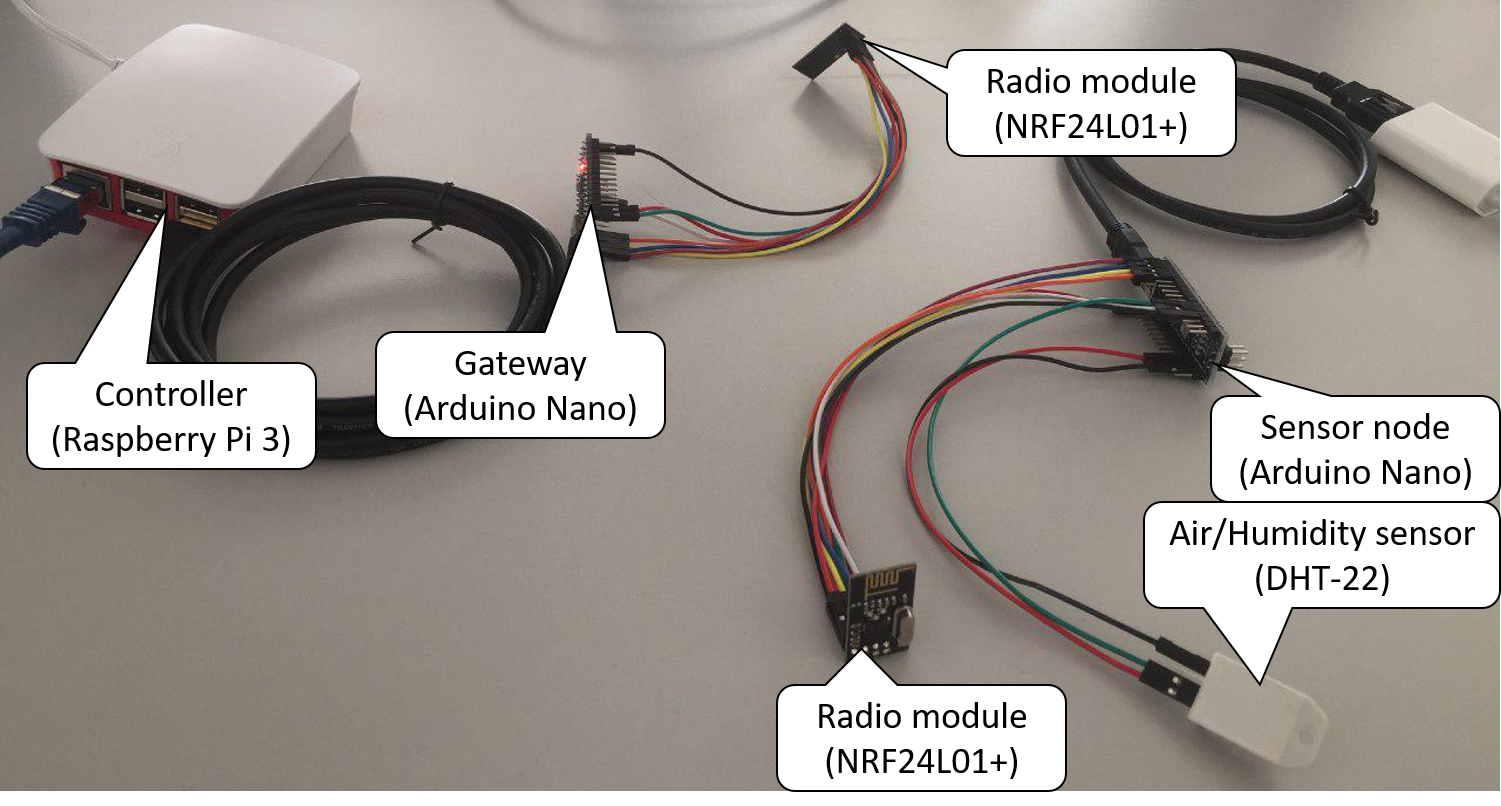 Radio module
(NRF24L01+)
Gateway
(Arduino Nano)
Controller
(Raspberry Pi 3)
Sensor node
(Arduino Nano)
Air/Humidity sensor
(DHT-22)
Radio module
(NRF24L01+)